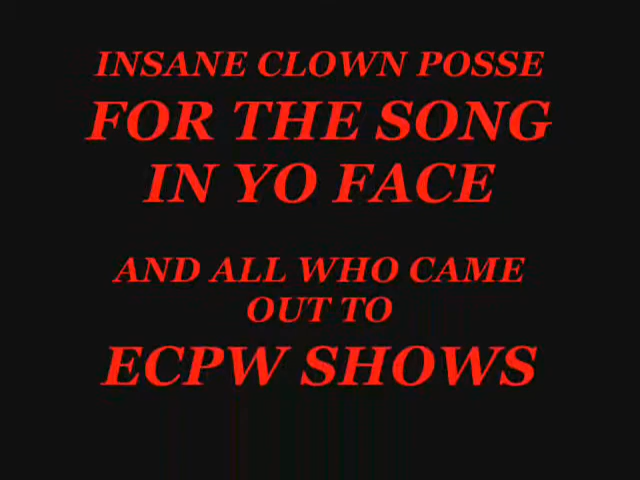 INSANE CLOWN POSSE
FOR THE SONG
IN YO FACE
AND ALL WHO CAME
OUT TO
ECPW SHOWS